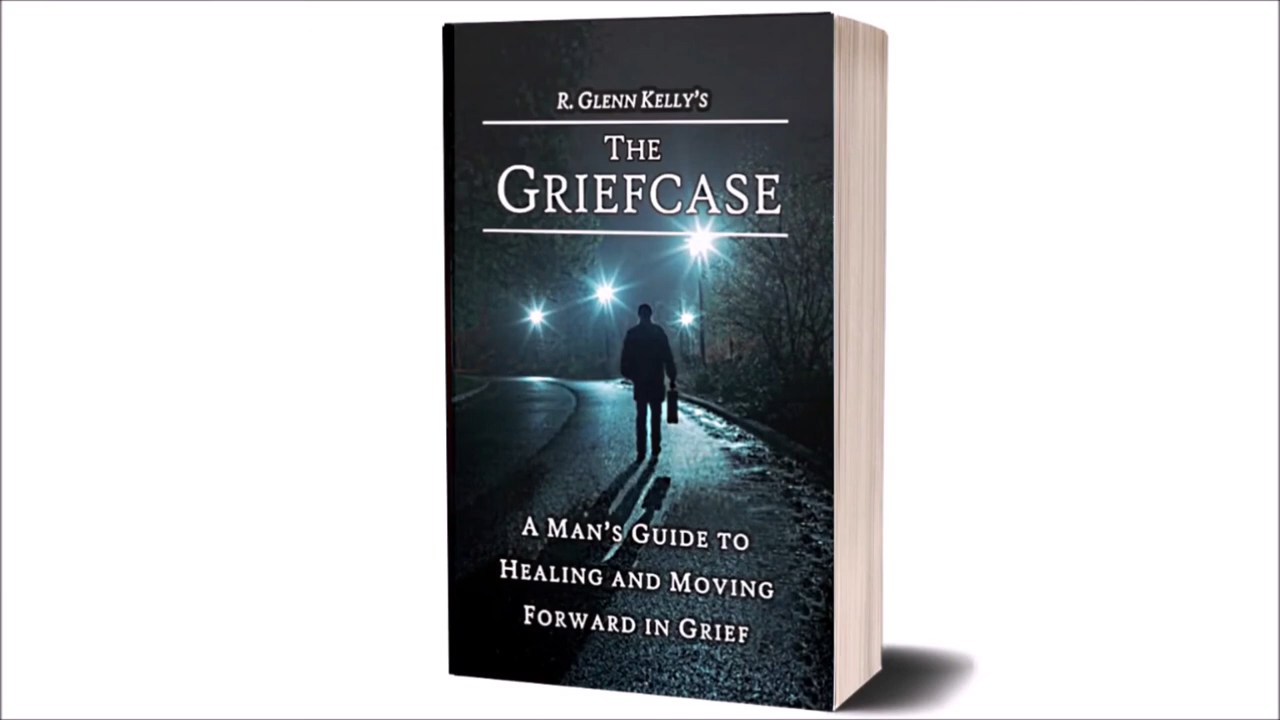 R. Glenn Kelly's
The
Griefcase
A Man's Guide to
Healing and Moving
Forward in Grief